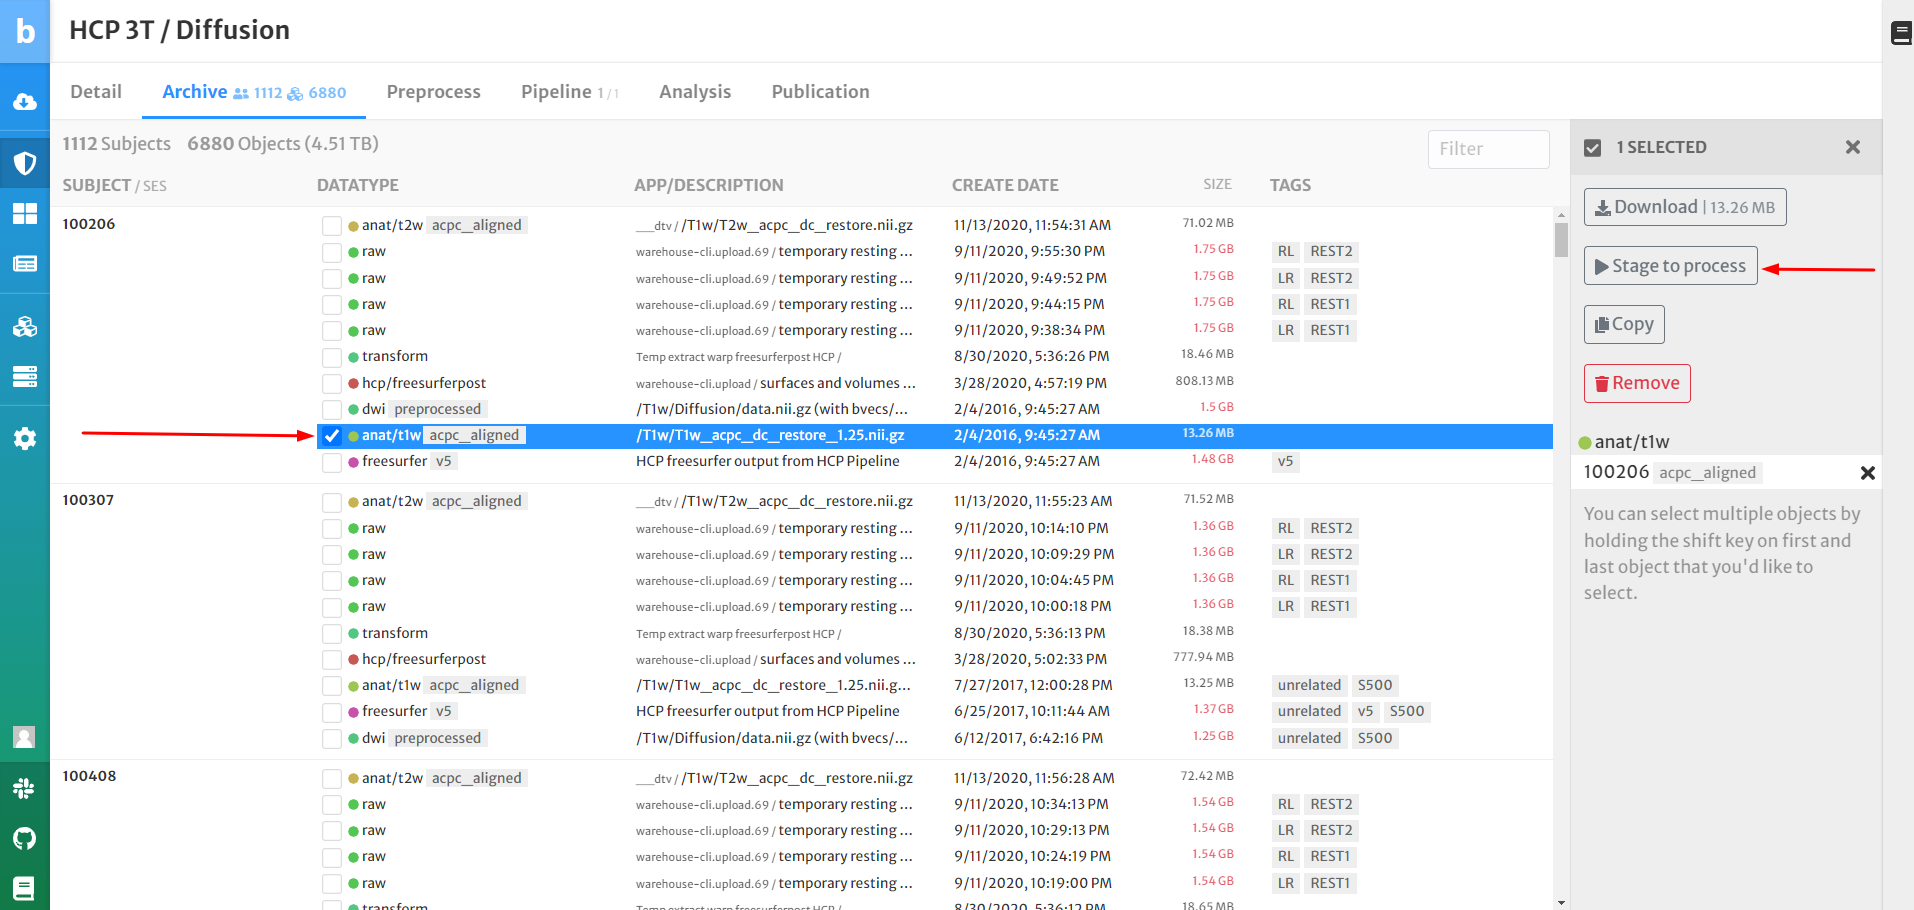 b
HCP 3T / Diffusion
Detail Archive 1112 6880 Preprocess Pipeline 1 / 1 Analysis Publication
1112 Subjects 6880 Objects (4.51 TB) Filter
SUBJECT / SES DATATYPE APP/DESCRIPTION CREATE DATE SIZE TAGS
100206 anat/t2w acpc_aligned __dtv / /T1w/T2w_acpc_dc_restore.nii.gz 11/13/2020, 11:54:31 AM 71.02 MB
raw warehouse-cli.upload.69 / temporary resting ... 9/11/2020, 9:55:30 PM 1.75 GB RL REST2
raw warehouse-cli.upload.69 / temporary resting ... 9/11/2020, 9:49:52 PM 1.75 GB LR REST2
raw warehouse-cli.upload.69 / temporary resting ... 9/11/2020, 9:44:15 PM 1.75 GB RL REST1
raw warehouse-cli.upload.69 / temporary resting ... 9/11/2020, 9:38:34 PM 1.75 GB LR REST1
transform Temp extract warp freesurferpost HCP / 8/30/2020, 5:36:26 PM 18.46 MB
hcp/freesurferpost warehouse-cli.upload / surfaces and volumes ... 3/28/2020, 4:57:19 PM 808.13 MB
dwi preprocessed /T1w/Diffusion/data.nii.gz (with bvecs/... 2/4/2016, 9:45:27 AM 1.5 GB
anat/t1w acpc_aligned /T1w/T1w_acpc_dc_restore_1.25.nii.gz 2/4/2016, 9:45:27 AM 13.26 MB
freesurfer v5 HCP freesurfer output from HCP Pipeline 2/4/2016, 9:45:27 AM 1.48 GB v5
100307 anat/t2w acpc_aligned __dtv / /T1w/T2w_acpc_dc_restore.nii.gz 11/13/2020, 11:55:23 AM 71.52 MB
raw warehouse-cli.upload.69 / temporary resting ... 9/11/2020, 10:14:10 PM 1.36 GB RL REST2
raw warehouse-cli.upload.69 / temporary resting ... 9/11/2020, 10:09:29 PM 1.36 GB LR REST2
raw warehouse-cli.upload.69 / temporary resting ... 9/11/2020, 10:04:45 PM 1.36 GB RL REST1
raw warehouse-cli.upload.69 / temporary resting ... 9/11/2020, 10:00:18 PM 1.36 GB LR REST1
transform Temp extract warp freesurferpost HCP / 8/30/2020, 5:36:13 PM 18.38 MB
hcp/freesurferpost warehouse-cli.upload / surfaces and volumes ... 3/28/2020, 5:02:33 PM 777.94 MB
anat/t1w acpc_aligned /T1w/T1w_acpc_dc_restore_1.25.nii.g... 7/27/2017, 12:00:28 PM 13.25 MB unrelated S500
freesurfer v5 HCP freesurfer output from HCP Pipeline 6/25/2017, 10:11:44 AM 1.37 GB unrelated v5 S500
dwi preprocessed /T1w/Diffusion/data.nii.gz (with bvecs/... 6/12/2017, 6:42:16 PM 1.25 GB unrelated S500
100408 anat/t2w acpc_aligned __dtv / /T1w/T2w_acpc_dc_restore.nii.gz 11/13/2020, 11:56:28 AM 72.42 MB
raw warehouse-cli.upload.69 / temporary resting ... 9/11/2020, 10:34:13 PM 1.54 GB RL REST2
raw warehouse-cli.upload.69 / temporary resting ... 9/11/2020, 10:29:13 PM 1.54 GB LR REST2
raw warehouse-cli.upload.69 / temporary resting ... 9/11/2020, 10:24:19 PM 1.54 GB RL REST1
raw warehouse-cli.upload.69 / temporary resting ... 9/11/2020, 10:19:00 PM 1.54 GB LR REST1
transform Temp extract warp freesurferpost HCP / 8/30/2020, 5:36:12 PM 18.65 MB
1 SELECTED
Download | 13.26 MB
Stage to process
Copy
Remove
anat/t1w
100206 acpc_aligned
You can select multiple objects by
holding the shift key on first and
last object that you'd like to
select.